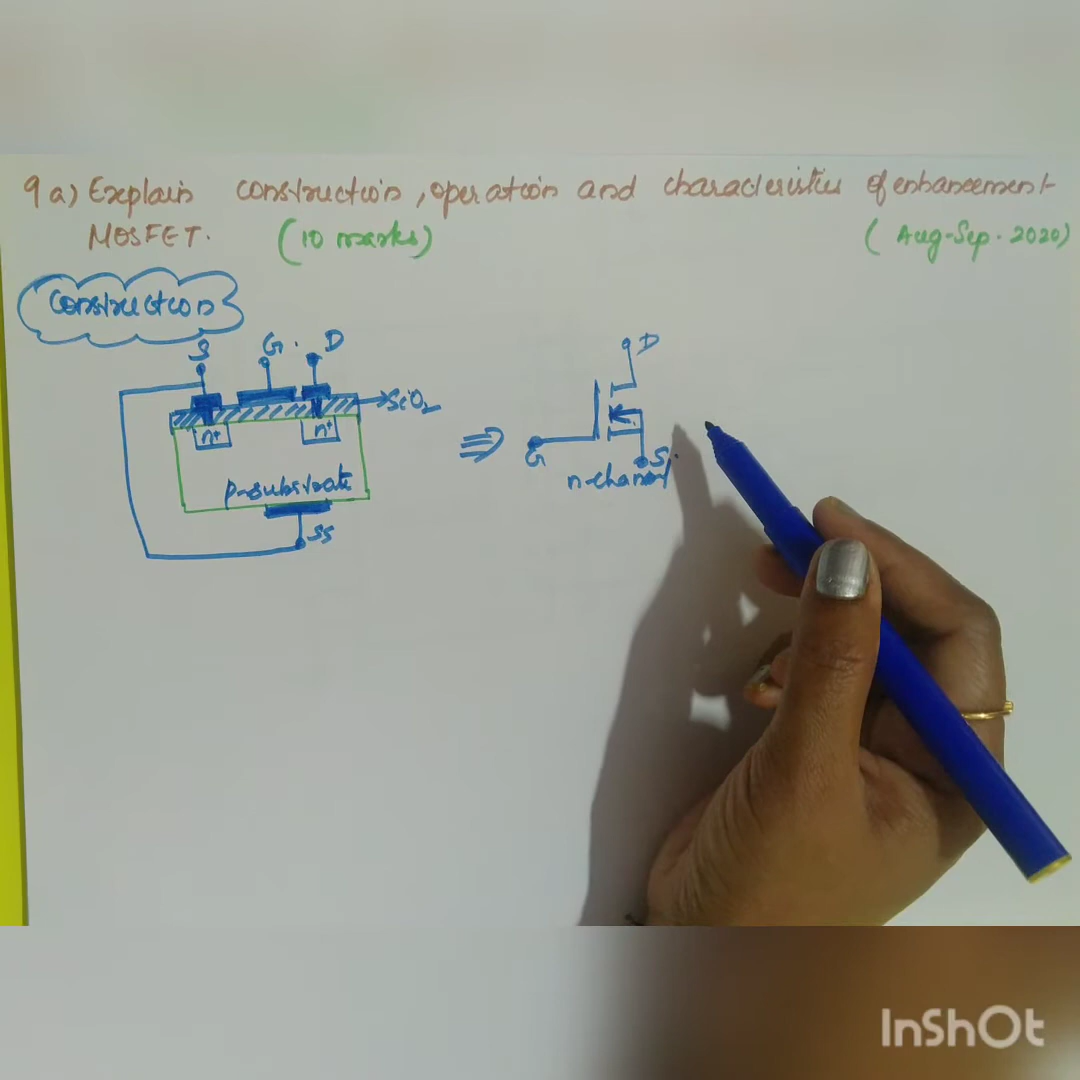 9a) Explain construction, operation and characteristics of enhancement
MOSFET. (10 marks) (Aug-Sep. 2020)
Construction
S G. D
SiO2
n+ n+
p-substrate
SS
⇒
D
G
S.
n-channel
InShOt